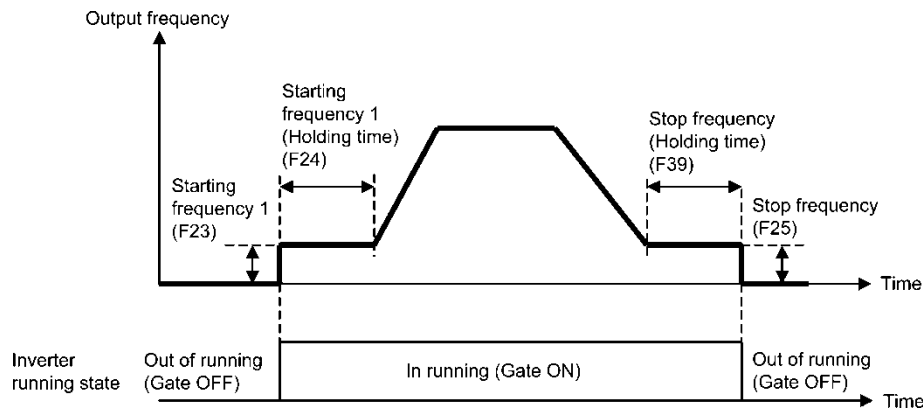 Output frequency
Starting
frequency 1
(Holding time)
(F24)
Stop frequency
(Holding time)
(F39)
Starting
frequency 1
(F23)
Stop frequency
(F25)
Time
Inverter
running state
Out of running
(Gate OFF)
In running (Gate ON)
Out of running
(Gate OFF)
Time